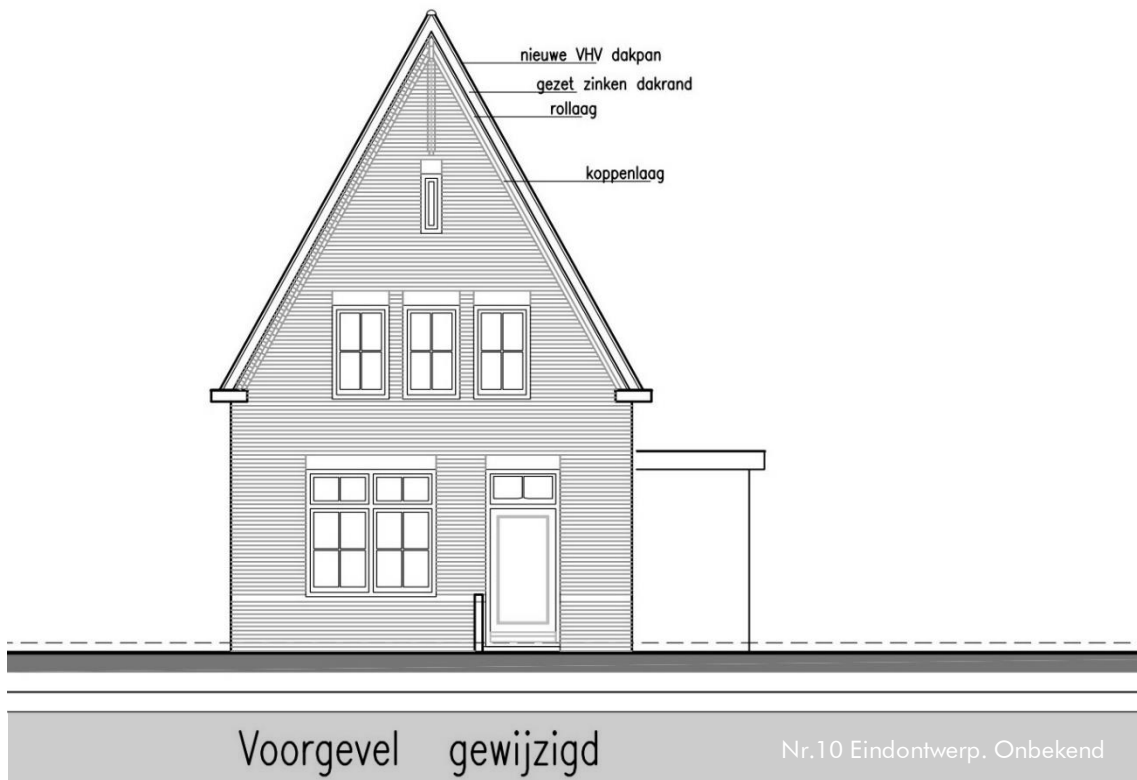 nieuwe VHV dakpan
gezet zinken dakrand
rollaag
koppenlaag
Voorgevel gewijzigd
Nr.10 Eindontwerp. Onbekend